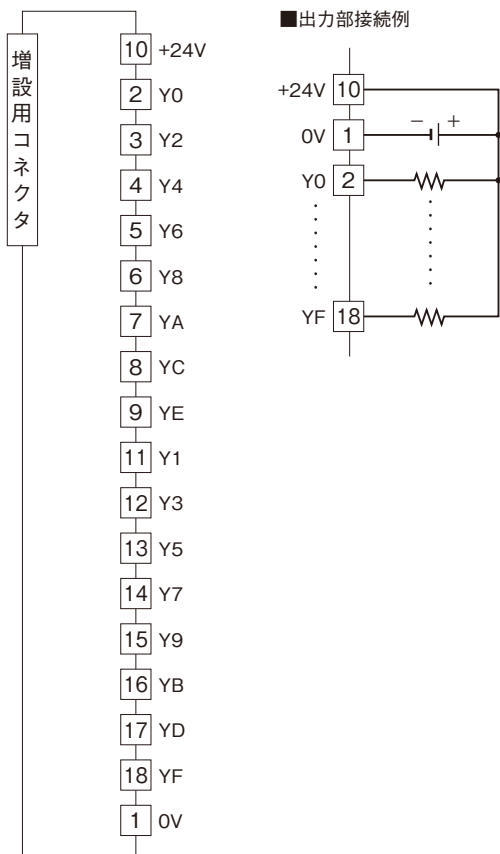 増設用コネクタ
10 +24V
2 Y0
3 Y2
4 Y4
5 Y6
6 Y8
7 YA
8 YC
9 YE
11 Y1
12 Y3
13 Y5
14 Y7
15 Y9
16 YB
17 YD
18 YF
1 0V
■出力部接続例
+24V 10
0V 1 − +
Y0 2
YF 18